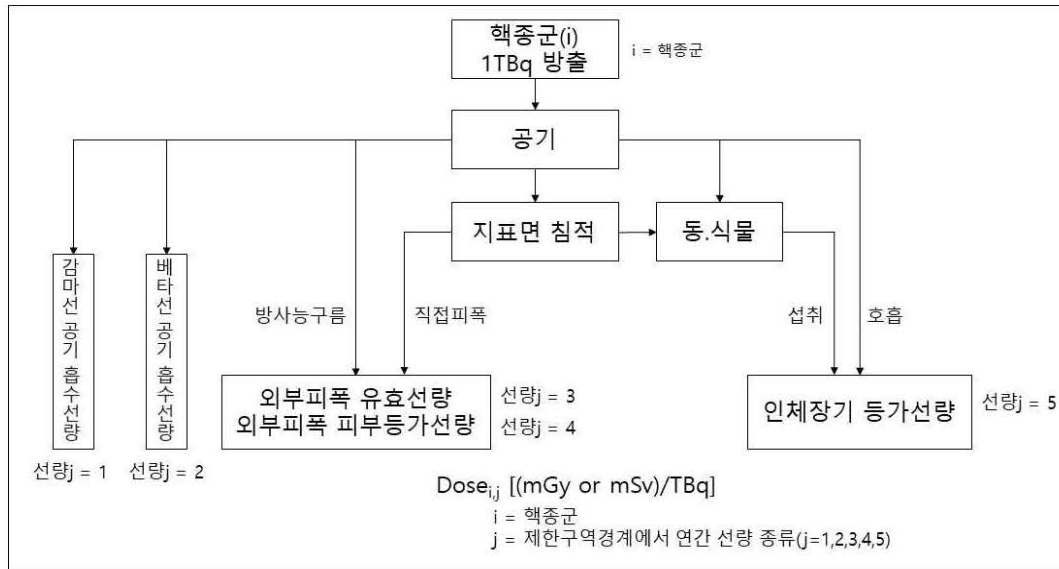 핵종군(i)
1TBq 방출
i = 핵종군
공기
지표면 침적
동.식물
감마선 공기 흡수선량
베타선 공기 흡수선량
방사능구름
직접피폭
섭취
호흡
외부피폭 유효선량
외부피폭 피부등가선량
선량j = 3
선량j = 4
인체장기 등가선량
선량j = 5
선량j = 1
선량j = 2
Dosei,j [(mGy or mSv)/TBq]
i = 핵종군
j = 제한구역경계에서 연간 선량 종류(j=1,2,3,4,5)